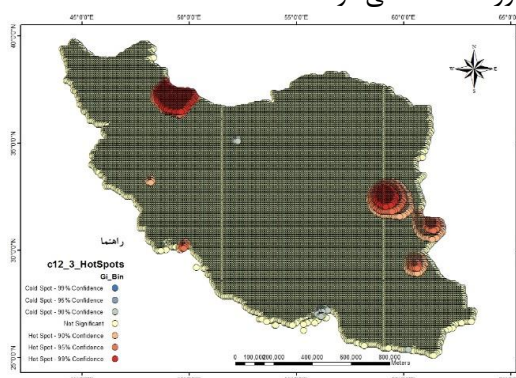 45°0'0"E 50°0'0"E 55°0'0"E 60°0'0"E 65°0'0"E
40°0'0"N
35°0'0"N
30°0'0"N
25°0'0"N
N
S
راهنما
c12_3_HotSpots
Gi_Bin
Cold Spot - 99% Confidence
Cold Spot - 95% Confidence
Cold Spot - 90% Confidence
Not Significant
Hot Spot - 90% Confidence
Hot Spot - 95% Confidence
Hot Spot - 99% Confidence
0 100,000200,000 400,000 600,000 800,000
Meters